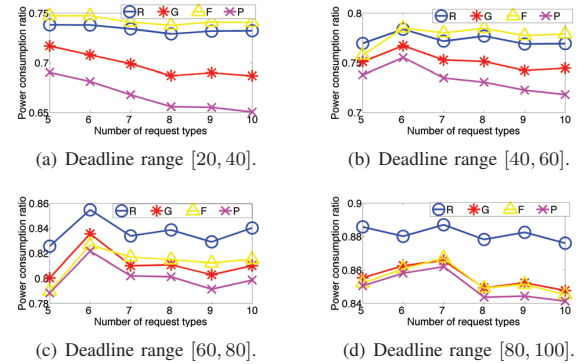 0.75
0.7
0.65
Power consumption ratio
R G F P
5 6 7 8 9 10
Number of request types
(a) Deadline range [20, 40].
0.8
0.75
0.7
Power consumption ratio
R G F P
5 6 7 8 9 10
Number of request types
(b) Deadline range [40, 60].
0.86
0.84
0.82
0.8
0.78
Power consumption ratio
R G F P
5 6 7 8 9 10
Number of request types
(c) Deadline range [60, 80].
0.9
0.88
0.86
0.84
Power consumption ratio
R G F P
5 6 7 8 9 10
Number of request types
(d) Deadline range [80, 100].